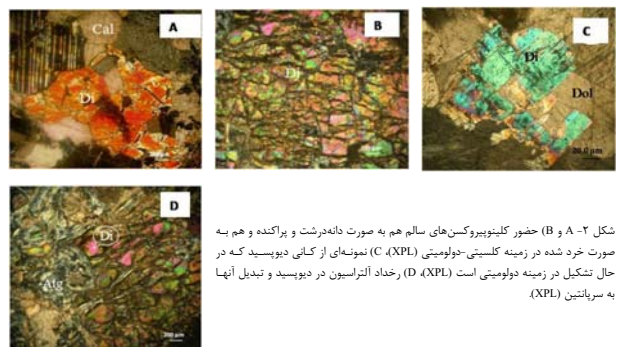 A
Cal
Di
B
Di
C
Di
Dol
D
Di
Atg
شکل ۲- A و B) حضور کلینوپیروکسن‌های سالم هم به صورت دانه‌درشت و پراکنده و هم به
صورت خرد شده در زمینه کلسیتی-دولومیتی (XPL)، C) نمونه‌ای از کانی دیوپسید که در
حال تشکیل در زمینه دولومیتی است (XPL)، D) رخداد آلتراسیون در دیوپسید و تبدیل آنها
به سرپانتین (XPL).